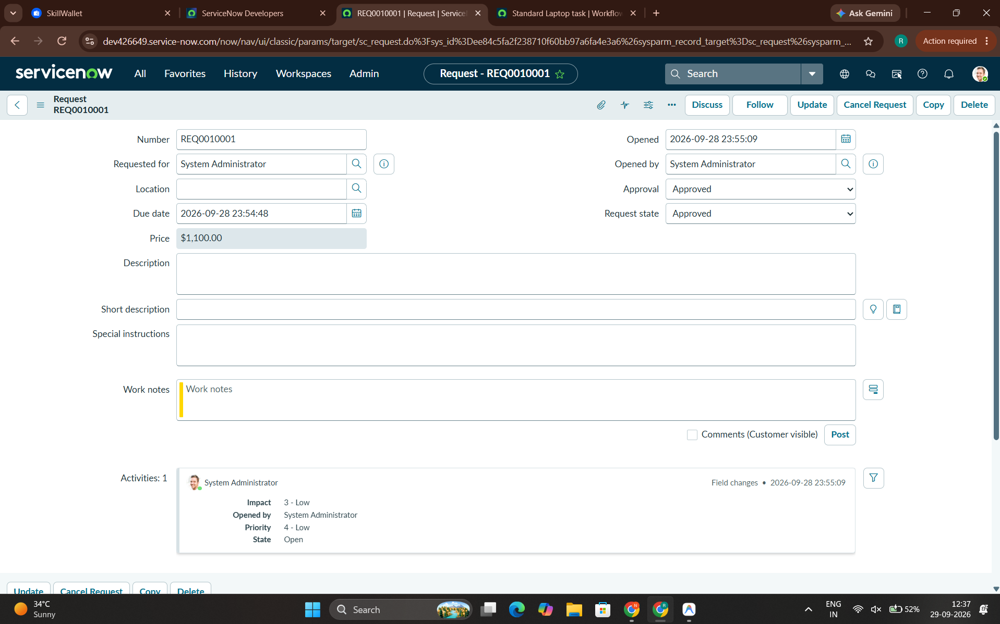 SkillWallet
ServiceNow Developers
REQ0010001 | Request | Service
Standard Laptop task | Workflow
Ask Gemini
dev426649.service-now.com/now/nav/ui/classic/params/target/sc_request.do%3Fsys_id%3Dee84c5fa2f238710f60bb97a6fa4e3a6%26sysparm_record_target%3Dsc_request%26sysparm_...
R
Action required
servicenow
All
Favorites
History
Workspaces
Admin
Request - REQ0010001
Search
Request
REQ0010001
Discuss
Follow
Update
Cancel Request
Copy
Delete
Number
REQ0010001
Opened
2026-09-28 23:55:09
Requested for
System Administrator
Opened by
System Administrator
Location
Approval
Approved
Due date
2026-09-28 23:54:48
Request state
Approved
Price
$1,100.00
Description
Short description
Special instructions
Work notes
Work notes
Comments (Customer visible)
Post
Activities: 1
System Administrator
Field changes • 2026-09-28 23:55:09
Impact 3 - Low
Opened by System Administrator
Priority 4 - Low
State Open
Update
Cancel Request
Copy
Delete
34°C
Sunny
Search
ENG
IN
52%
12:37
29-09-2026